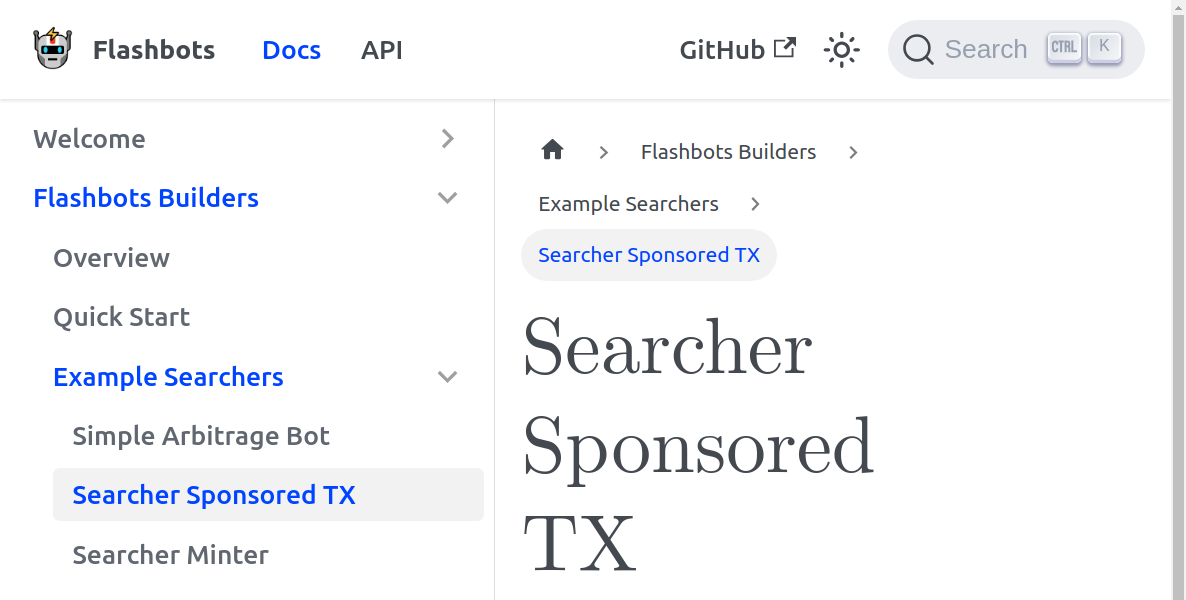 Flashbots Docs API GitHub Search CTRL K
Welcome
Flashbots Builders
Overview
Quick Start
Example Searchers
Simple Arbitrage Bot
Searcher Sponsored TX
Searcher Minter
Flashbots Builders
Example Searchers
Searcher Sponsored TX
Searcher
Sponsored
TX